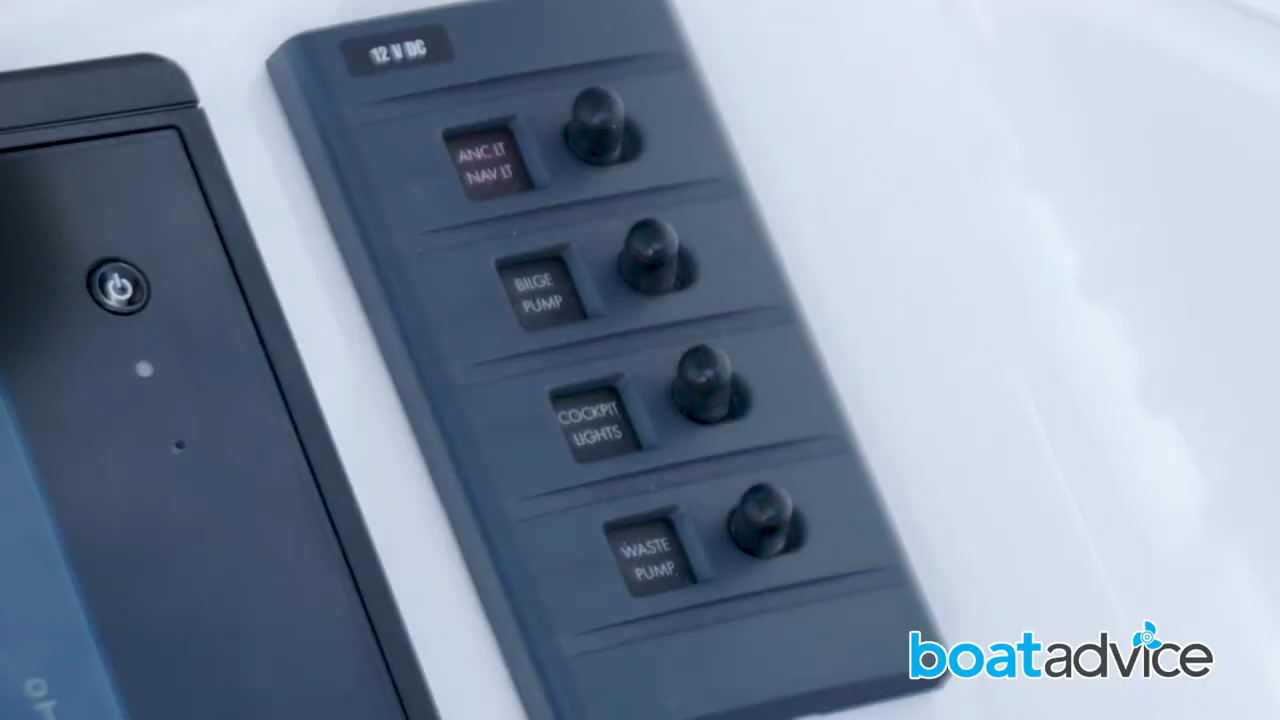 12 V DC
ANC LT
NAV LT
BILGE
PUMP
COCKPIT
LIGHTS
WASTE
PUMP
boatadvice